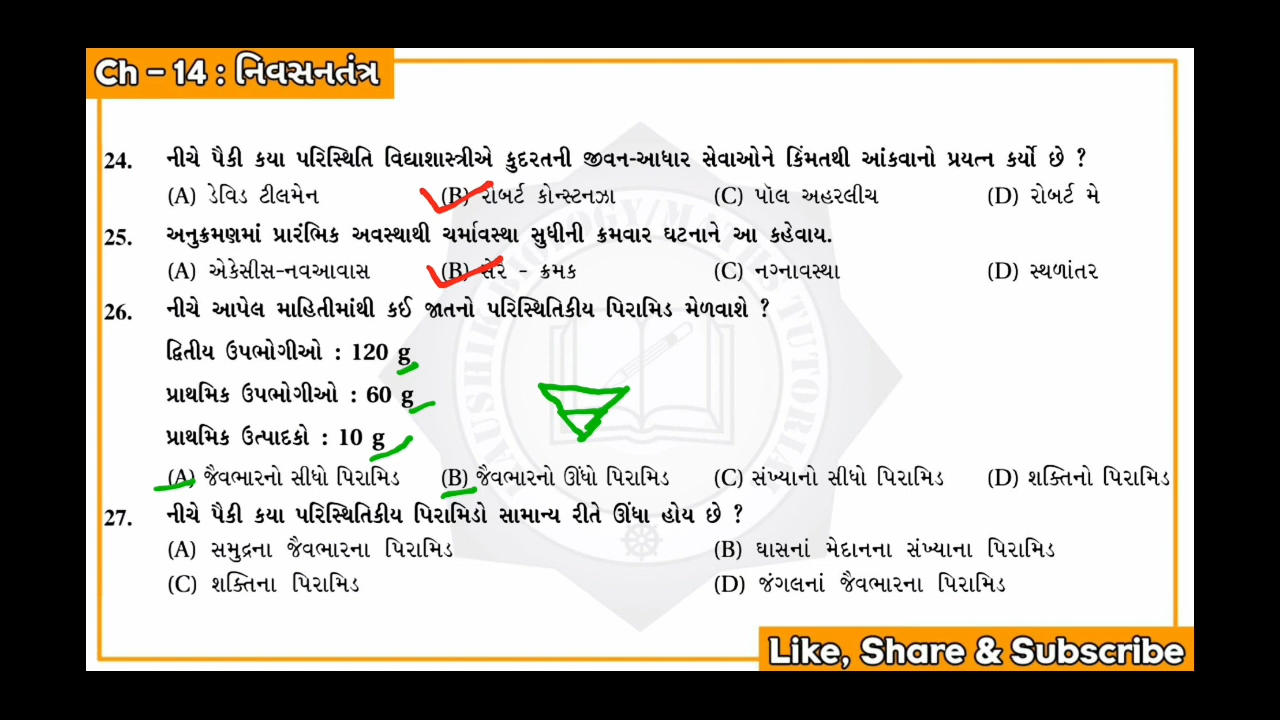 Ch – 14 : નિવસનતંત્ર
24. નીચે પૈકી કયા પરિસ્થિતિ વિદ્યાશાસ્ત્રીએ કુદરતની જીવન-આધાર સેવાઓને કિંમતથી આંકવાનો પ્રયત્ન કર્યો છે ?
(A) ડેવિડ ટીલમેન (B) રોબર્ટ કોન્સ્ટનઝા (C) પૉલ અહરલીચ (D) રોબર્ટ મે
25. અનુક્રમણમાં પ્રારંભિક અવસ્થાથી ચર્માવસ્થા સુધીની ક્રમવાર ઘટનાને આ કહેવાય.
(A) એકેસીસ-નવઆવાસ (B) સેરે - ક્રમક (C) નગ્નાવસ્થા (D) સ્થળાંતર
26. નીચે આપેલ માહિતીમાંથી કઈ જાતનો પરિસ્થિતિકીય પિરામિડ મેળવાશે ?
દ્વિતીય ઉપભોગીઓ : 120 g
પ્રાથમિક ઉપભોગીઓ : 60 g
પ્રાથમિક ઉત્પાદકો : 10 g
(A) જૈવભારનો સીધો પિરામિડ (B) જૈવભારનો ઊંધો પિરામિડ (C) સંખ્યાનો સીધો પિરામિડ (D) શક્તિનો પિરામિડ
27. નીચે પૈકી કયા પરિસ્થિતિકીય પિરામિડો સામાન્ય રીતે ઊંધા હોય છે ?
(A) સમુદ્રના જૈવભારના પિરામિડ (B) ઘાસનાં મેદાનના સંખ્યાના પિરામિડ
(C) શક્તિના પિરામિડ (D) જંગલનાં જૈવભારના પિરામિડ
Like, Share & Subscribe